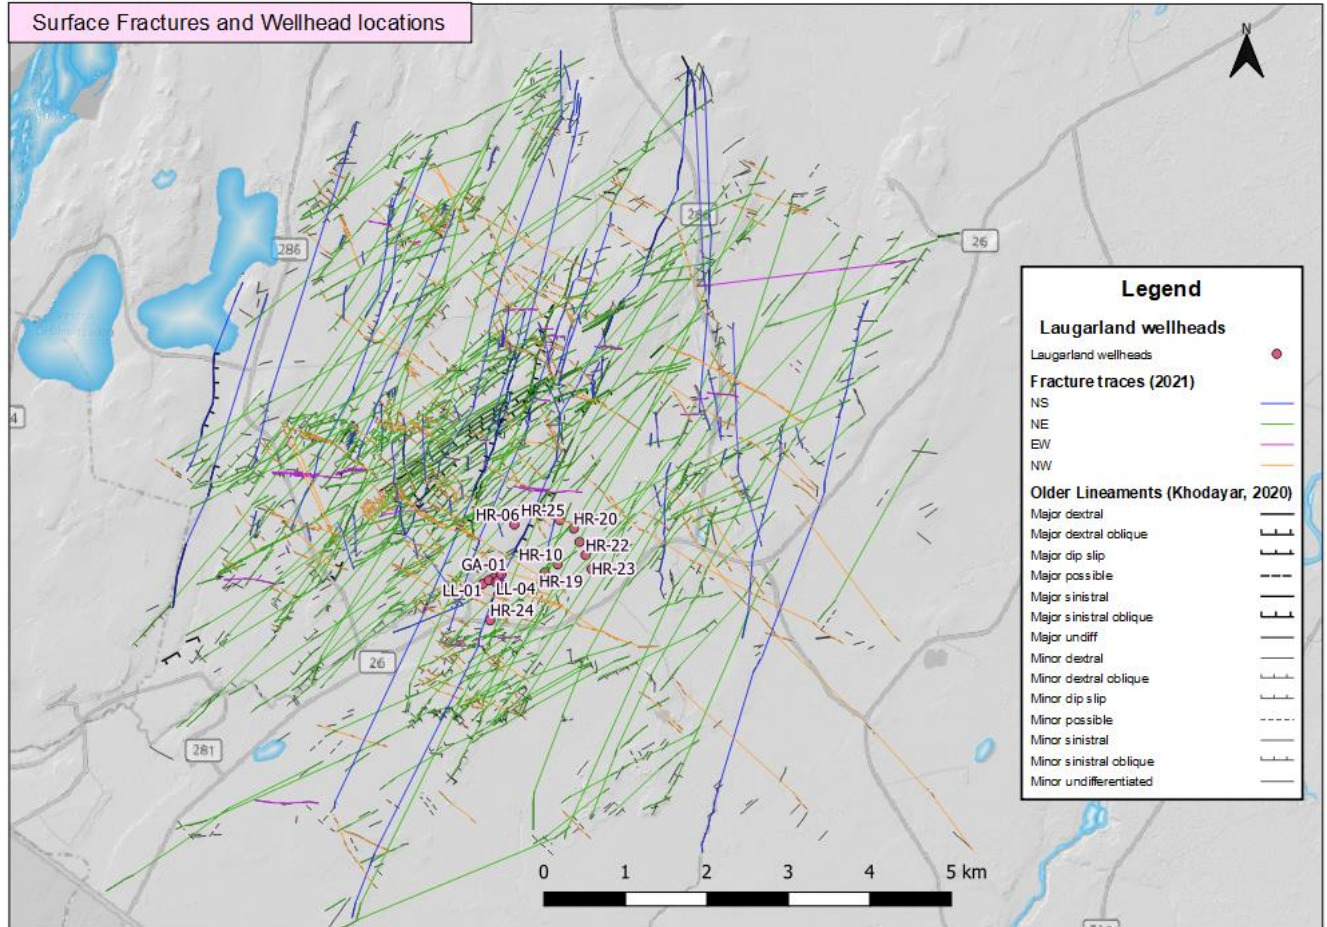 Surface Fractures and Wellhead locations
N
286
26
4
Legend
Laugarland wellheads
Laugarland wellheads
Fracture traces (2021)
NS
NE
EW
NW
Older Lineaments (Khodayar, 2020)
Major dextral
Major dextral oblique
Major dip slip
Major possible
Major sinistral
Major sinistral oblique
Major undiff
Minor dextral
Minor dextral oblique
Minor dip slip
Minor possible
Minor sinistral
Minor sinistral oblique
Minor undifferentiated
HR-06 HR-25
HR-20
HR-22
HR-10
GA-01
HR-23
HR-19
LL-01 LL-04
HR-24
26
281
0 1 2 3 4 5 km